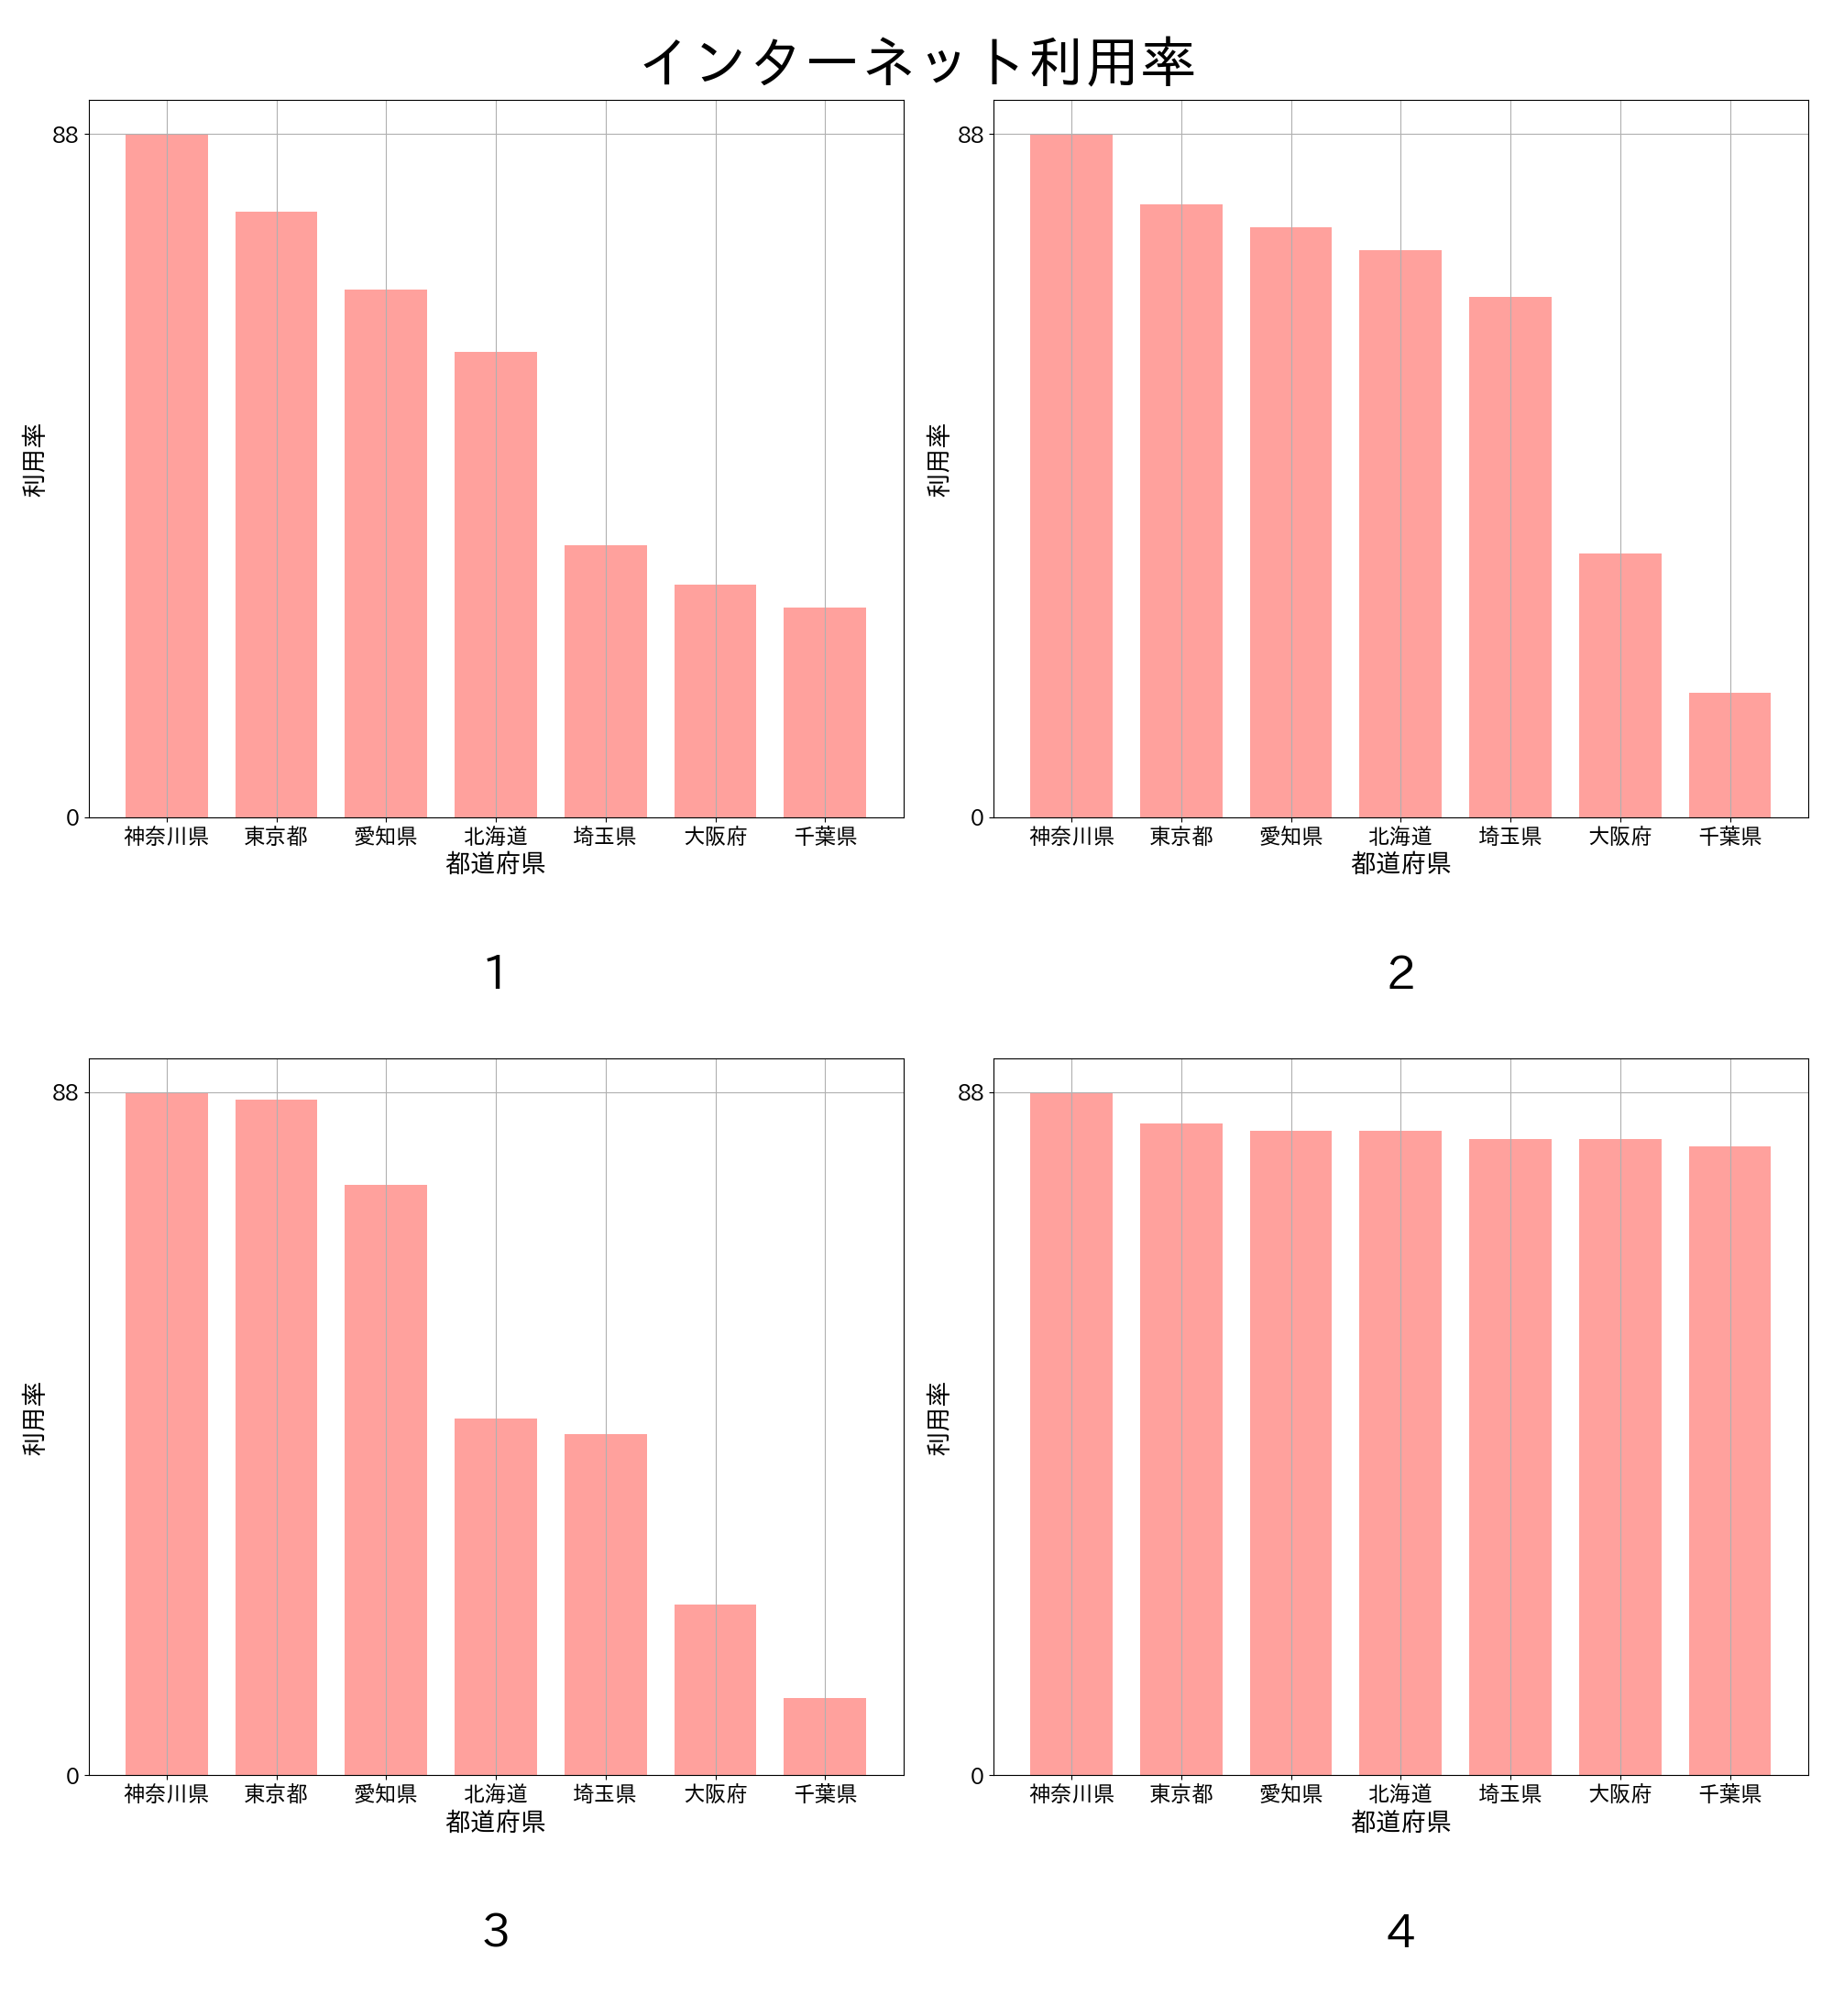 インターネット利用率
88
0
利用率
神奈川県 東京都 愛知県 北海道 埼玉県 大阪府 千葉県
都道府県
1
88
0
利用率
神奈川県 東京都 愛知県 北海道 埼玉県 大阪府 千葉県
都道府県
2
88
0
利用率
神奈川県 東京都 愛知県 北海道 埼玉県 大阪府 千葉県
都道府県
3
88
0
利用率
神奈川県 東京都 愛知県 北海道 埼玉県 大阪府 千葉県
都道府県
4